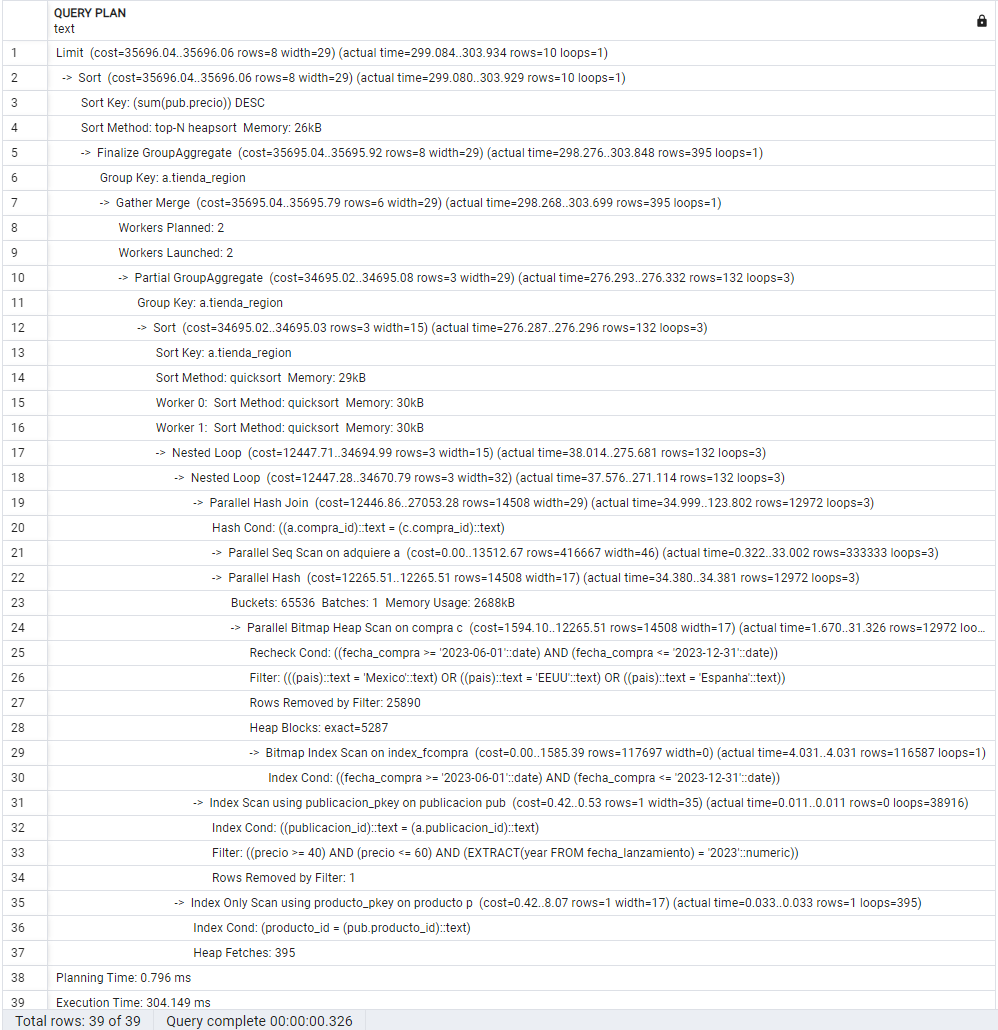 QUERY PLAN
text
1 Limit (cost=35696.04..35696.06 rows=8 width=29) (actual time=299.084..303.934 rows=10 loops=1)
2 -> Sort (cost=35696.04..35696.06 rows=8 width=29) (actual time=299.080..303.929 rows=10 loops=1)
3 Sort Key: (sum(pub.precio)) DESC
4 Sort Method: top-N heapsort Memory: 26kB
5 -> Finalize GroupAggregate (cost=35695.04..35695.92 rows=8 width=29) (actual time=298.276..303.848 rows=395 loops=1)
6 Group Key: a.tienda_region
7 -> Gather Merge (cost=35695.04..35695.79 rows=6 width=29) (actual time=298.268..303.699 rows=395 loops=1)
8 Workers Planned: 2
9 Workers Launched: 2
10 -> Partial GroupAggregate (cost=34695.02..34695.08 rows=3 width=29) (actual time=276.293..276.332 rows=132 loops=3)
11 Group Key: a.tienda_region
12 -> Sort (cost=34695.02..34695.03 rows=3 width=15) (actual time=276.287..276.296 rows=132 loops=3)
13 Sort Key: a.tienda_region
14 Sort Method: quicksort Memory: 29kB
15 Worker 0: Sort Method: quicksort Memory: 30kB
16 Worker 1: Sort Method: quicksort Memory: 30kB
17 -> Nested Loop (cost=12447.71..34694.99 rows=3 width=15) (actual time=38.014..275.681 rows=132 loops=3)
18 -> Nested Loop (cost=12447.28..34670.79 rows=3 width=32) (actual time=37.576..271.114 rows=132 loops=3)
19 -> Parallel Hash Join (cost=12446.86..27053.28 rows=14508 width=29) (actual time=34.999..123.802 rows=12972 loops=3)
20 Hash Cond: ((a.compra_id)::text = (c.compra_id)::text)
21 -> Parallel Seq Scan on adquiere a (cost=0.00..13512.67 rows=416667 width=46) (actual time=0.322..33.002 rows=333333 loops=3)
22 -> Parallel Hash (cost=12265.51..12265.51 rows=14508 width=17) (actual time=34.380..34.381 rows=12972 loops=3)
23 Buckets: 65536 Batches: 1 Memory Usage: 2688kB
24 -> Parallel Bitmap Heap Scan on compra c (cost=1594.10..12265.51 rows=14508 width=17) (actual time=1.670..31.326 rows=12972 loo...
25 Recheck Cond: ((fecha_compra >= '2023-06-01'::date) AND (fecha_compra <= '2023-12-31'::date))
26 Filter: (((pais)::text = 'Mexico'::text) OR ((pais)::text = 'EEUU'::text) OR ((pais)::text = 'Espanha'::text))
27 Rows Removed by Filter: 25890
28 Heap Blocks: exact=5287
29 -> Bitmap Index Scan on index_fcompra (cost=0.00..1585.39 rows=117697 width=0) (actual time=4.031..4.031 rows=116587 loops=1)
30 Index Cond: ((fecha_compra >= '2023-06-01'::date) AND (fecha_compra <= '2023-12-31'::date))
31 -> Index Scan using publicacion_pkey on publicacion pub (cost=0.42..0.53 rows=1 width=35) (actual time=0.011..0.011 rows=0 loops=38916)
32 Index Cond: ((publicacion_id)::text = (a.publicacion_id)::text)
33 Filter: ((precio >= 40) AND (precio <= 60) AND (EXTRACT(year FROM fecha_lanzamiento) = '2023'::numeric))
34 Rows Removed by Filter: 1
35 -> Index Only Scan using producto_pkey on producto p (cost=0.42..8.07 rows=1 width=17) (actual time=0.033..0.033 rows=1 loops=395)
36 Index Cond: (producto_id = (pub.producto_id)::text)
37 Heap Fetches: 395
38 Planning Time: 0.796 ms
39 Execution Time: 304.149 ms
Total rows: 39 of 39 Query complete 00:00:00.326